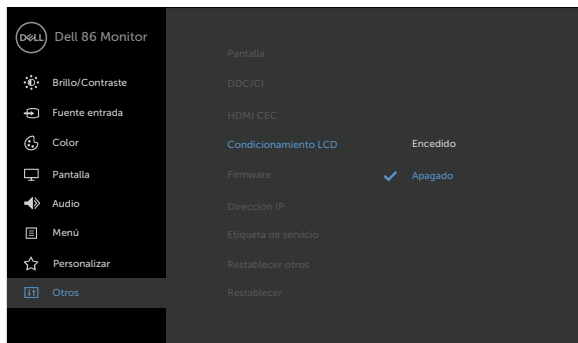 DELL
Dell 86 Monitor
Brillo/Contraste
Fuente entrada
Color
Pantalla
Audio
Menú
Personalizar
Otros
Pantalla
DDC/CI
HDMI CEC
Condicionamiento LCD
Firmware
Dirección IP
Etiqueta de servicio
Restablecer otros
Restablecer
Encedido
Apagado